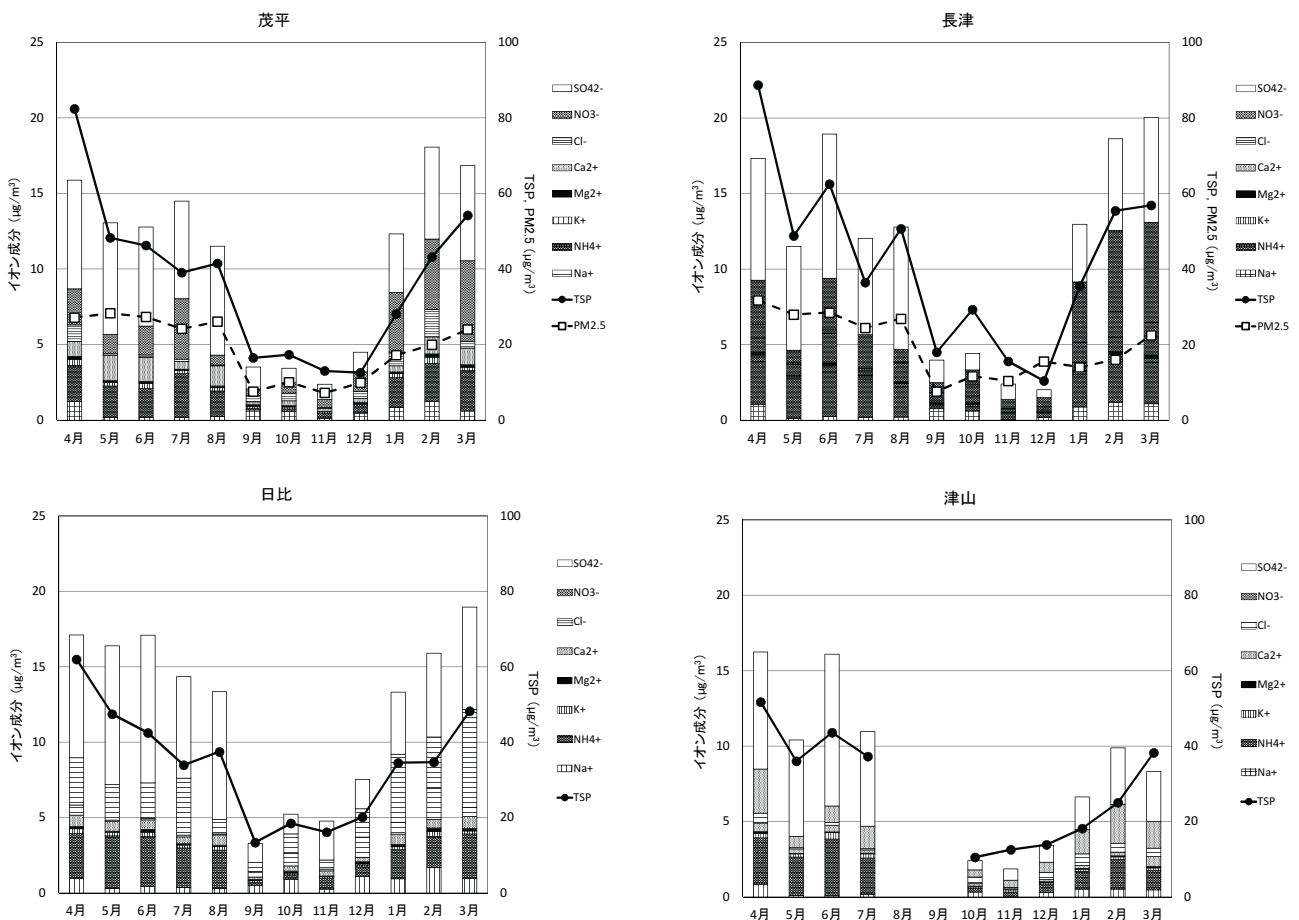 茂平
25
20
15
10
5
0
イオン成分 (μg/m³)
100
80
60
40
20
0
TSP, PM2.5 (μg/m³)
4月 5月 6月 7月 8月 9月 10月 11月 12月 1月 2月 3月
SO42-
NO3-
Cl-
Ca2+
Mg2+
K+
NH4+
Na+
TSP
PM2.5
長津
25
20
15
10
5
0
イオン成分 (μg/m³)
100
80
60
40
20
0
TSP, PM2.5 (μg/m³)
4月 5月 6月 7月 8月 9月 10月 11月 12月 1月 2月 3月
SO42-
NO3-
Cl-
Ca2+
Mg2+
K+
NH4+
Na+
TSP
PM2.5
日比
25
20
15
10
5
0
イオン成分 (μg/m³)
100
80
60
40
20
0
TSP (μg/m³)
4月 5月 6月 7月 8月 9月 10月 11月 12月 1月 2月 3月
SO42-
NO3-
Cl-
Ca2+
Mg2+
K+
NH4+
Na+
TSP
津山
25
20
15
10
5
0
イオン成分 (μg/m³)
100
80
60
40
20
0
TSP (μg/m³)
4月 5月 6月 7月 8月 9月 10月 11月 12月 1月 2月 3月
SO42-
NO3-
Cl-
Ca2+
Mg2+
K+
NH4+
Na+
TSP